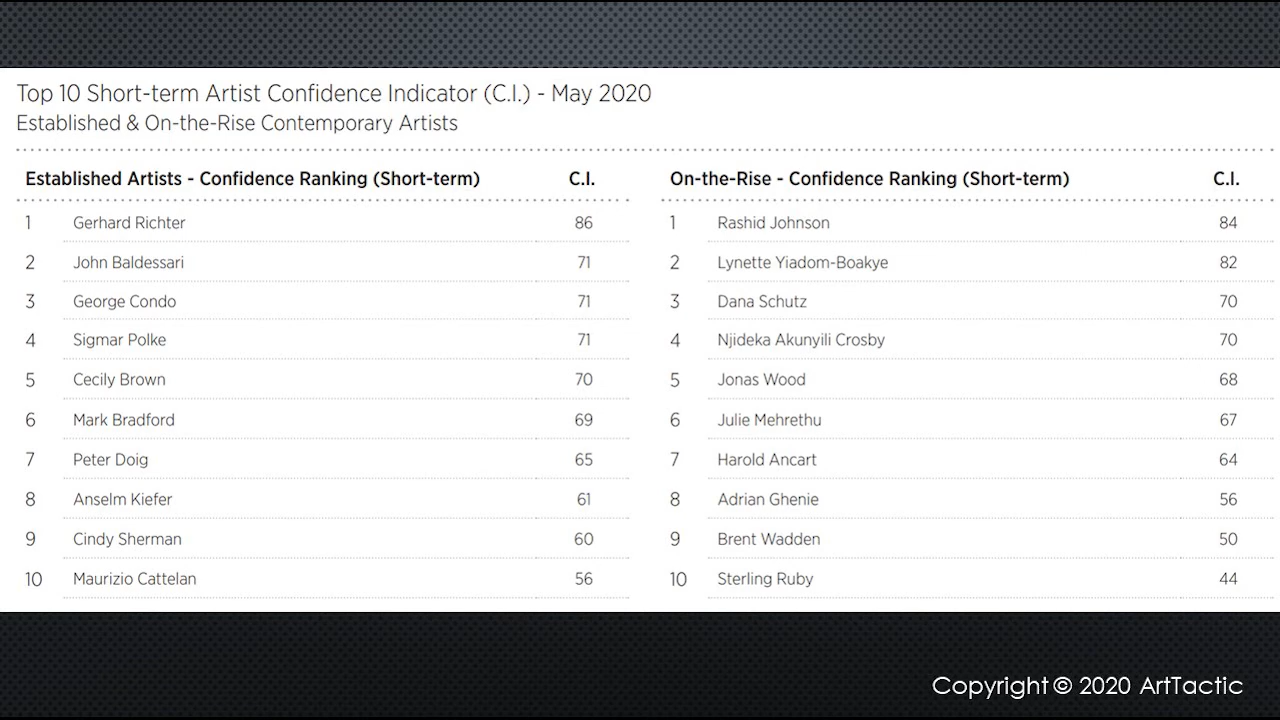 Top 10 Short-term Artist Confidence Indicator (C.I.) - May 2020
Established & On-the-Rise Contemporary Artists
Established Artists - Confidence Ranking (Short-term) C.I.
1 Gerhard Richter 86
2 John Baldessari 71
3 George Condo 71
4 Sigmar Polke 71
5 Cecily Brown 70
6 Mark Bradford 69
7 Peter Doig 65
8 Anselm Kiefer 61
9 Cindy Sherman 60
10 Maurizio Cattelan 56
On-the-Rise - Confidence Ranking (Short-term) C.I.
1 Rashid Johnson 84
2 Lynette Yiadom-Boakye 82
3 Dana Schutz 70
4 Njideka Akunyili Crosby 70
5 Jonas Wood 68
6 Julie Mehrethu 67
7 Harold Ancart 64
8 Adrian Ghenie 56
9 Brent Wadden 50
10 Sterling Ruby 44
Copyright © 2020 ArtTactic